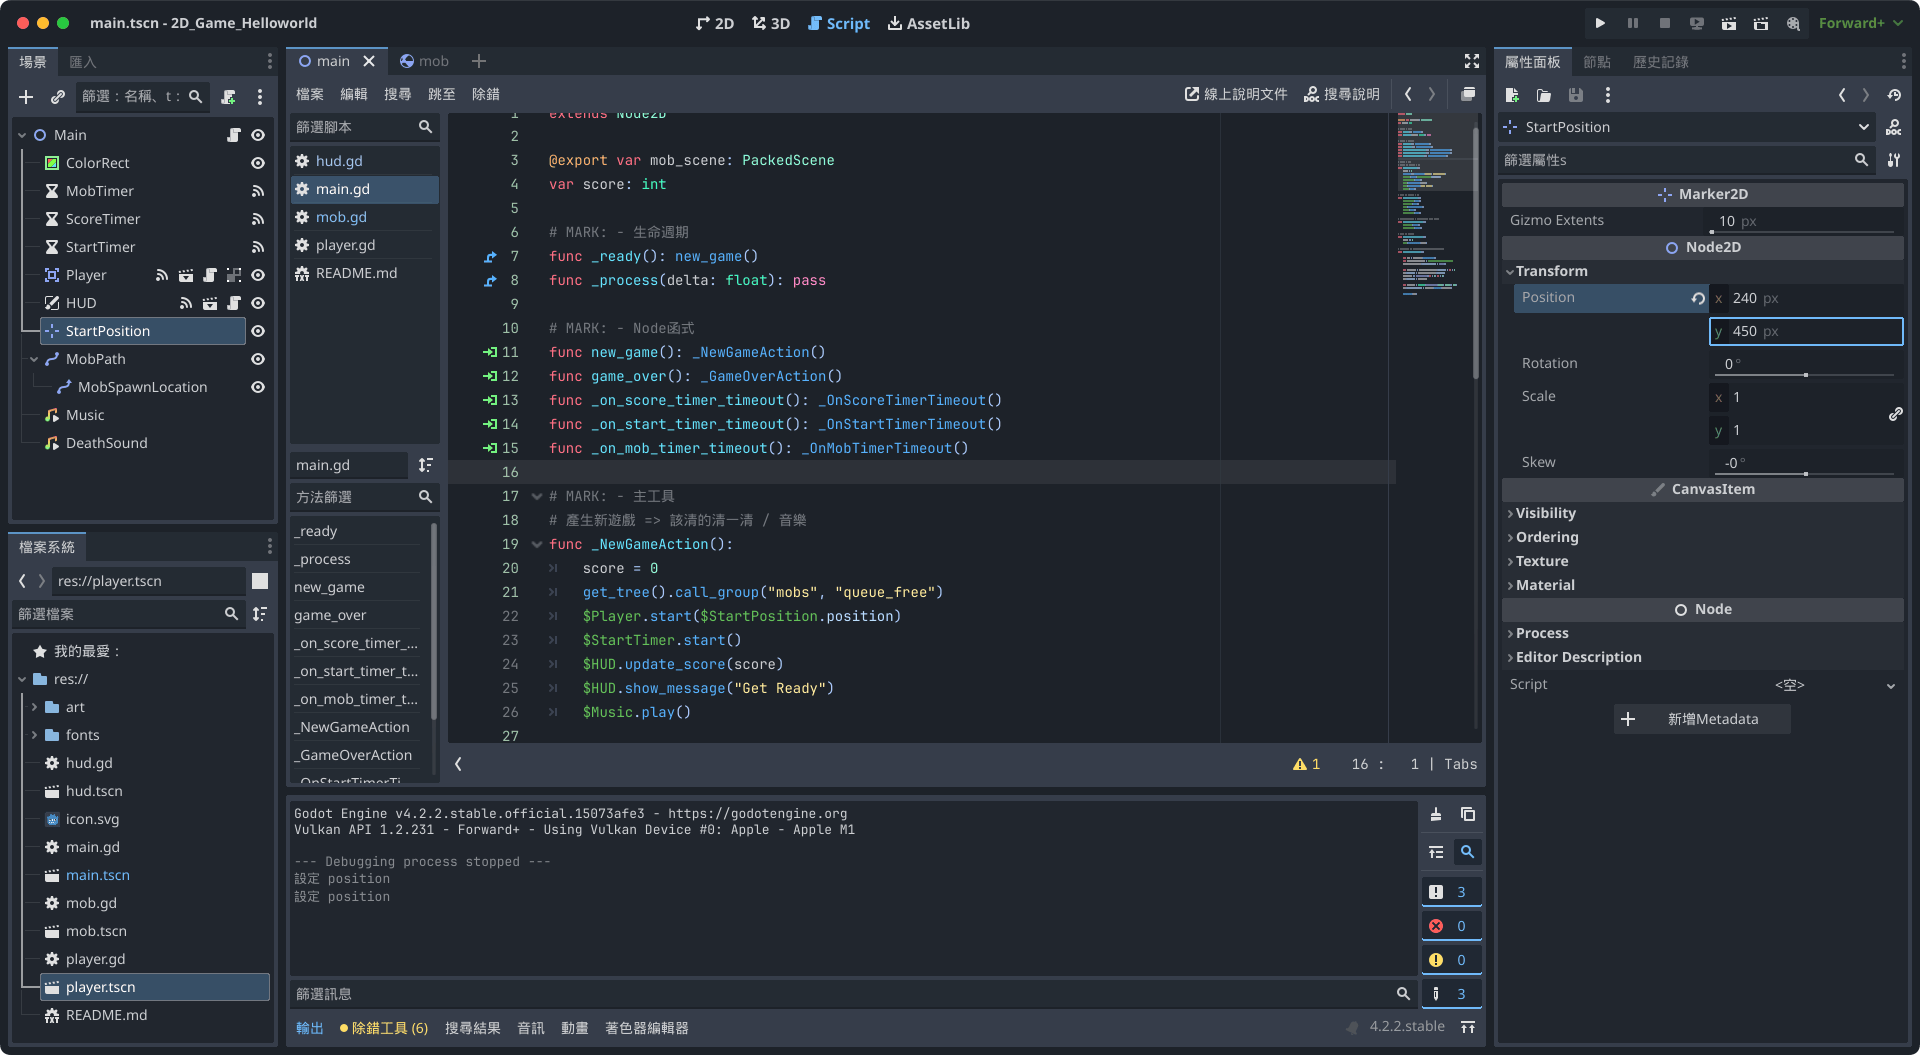 main.tscn - 2D_Game_Helloworld
2D
3D
Script
AssetLib
Forward+
場景
匯入
篩選：名稱、t：
Main
ColorRect
MobTimer
ScoreTimer
StartTimer
Player
HUD
StartPosition
MobPath
MobSpawnLocation
Music
DeathSound
檔案系統
res://player.tscn
篩選檔案
我的最愛：
res://
art
fonts
hud.gd
hud.tscn
icon.svg
main.gd
main.tscn
mob.gd
mob.tscn
player.gd
player.tscn
README.md
main
mob
檔案 編輯 搜尋 跳至 除錯
線上說明文件
搜尋說明
篩選腳本
hud.gd
main.gd
mob.gd
player.gd
README.md
main.gd
方法篩選
_ready
_process
new_game
game_over
_on_score_timer_...
_on_start_timer_t...
_on_mob_timer_t...
_NewGameAction
_GameOverAction
_OnStartTimerTi...
1 extends Node2D
2
3 @export var mob_scene: PackedScene
4 var score: int
5
6 # MARK: - 生命週期
7 func _ready(): new_game()
8 func _process(delta: float): pass
9
10 # MARK: - Node函式
11 func new_game(): _NewGameAction()
12 func game_over(): _GameOverAction()
13 func _on_score_timer_timeout(): _OnScoreTimerTimeout()
14 func _on_start_timer_timeout(): _OnStartTimerTimeout()
15 func _on_mob_timer_timeout(): _OnMobTimerTimeout()
16
17 # MARK: - 主工具
18 # 產生新遊戲 => 該清的清一清 / 音樂
19 func _NewGameAction():
20 score = 0
21 get_tree().call_group("mobs", "queue_free")
22 $Player.start($StartPosition.position)
23 $StartTimer.start()
24 $HUD.update_score(score)
25 $HUD.show_message("Get Ready")
26 $Music.play()
27
1 16 : 1 | Tabs
Godot Engine v4.2.2.stable.official.15073afe3 - https://godotengine.org
Vulkan API 1.2.231 - Forward+ - Using Vulkan Device #0: Apple - Apple M1
--- Debugging process stopped ---
設定 position
設定 position
3
0
0
3
篩選訊息
輸出 除錯工具 (6) 搜尋結果 音訊 動畫 著色器編輯器
4.2.2.stable
屬性面板 節點 歷史記錄
StartPosition
DOC
篩選屬性s
Marker2D
Gizmo Extents 10 px
Node2D
Transform
Position x 240 px
y 450 px
Rotation 0 °
Scale x 1
y 1
Skew -0 °
CanvasItem
Visibility
Ordering
Texture
Material
Node
Process
Editor Description
Script <空>
新增Metadata